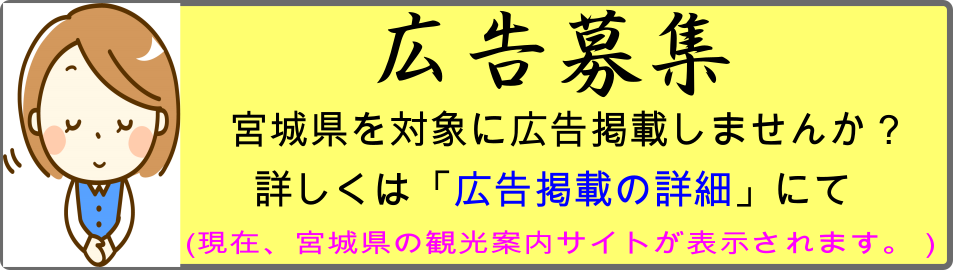 広告募集
宮城県を対象に広告掲載しませんか？
詳しくは「広告掲載の詳細」にて
(現在、宮城県の観光案内サイトが表示されます。)